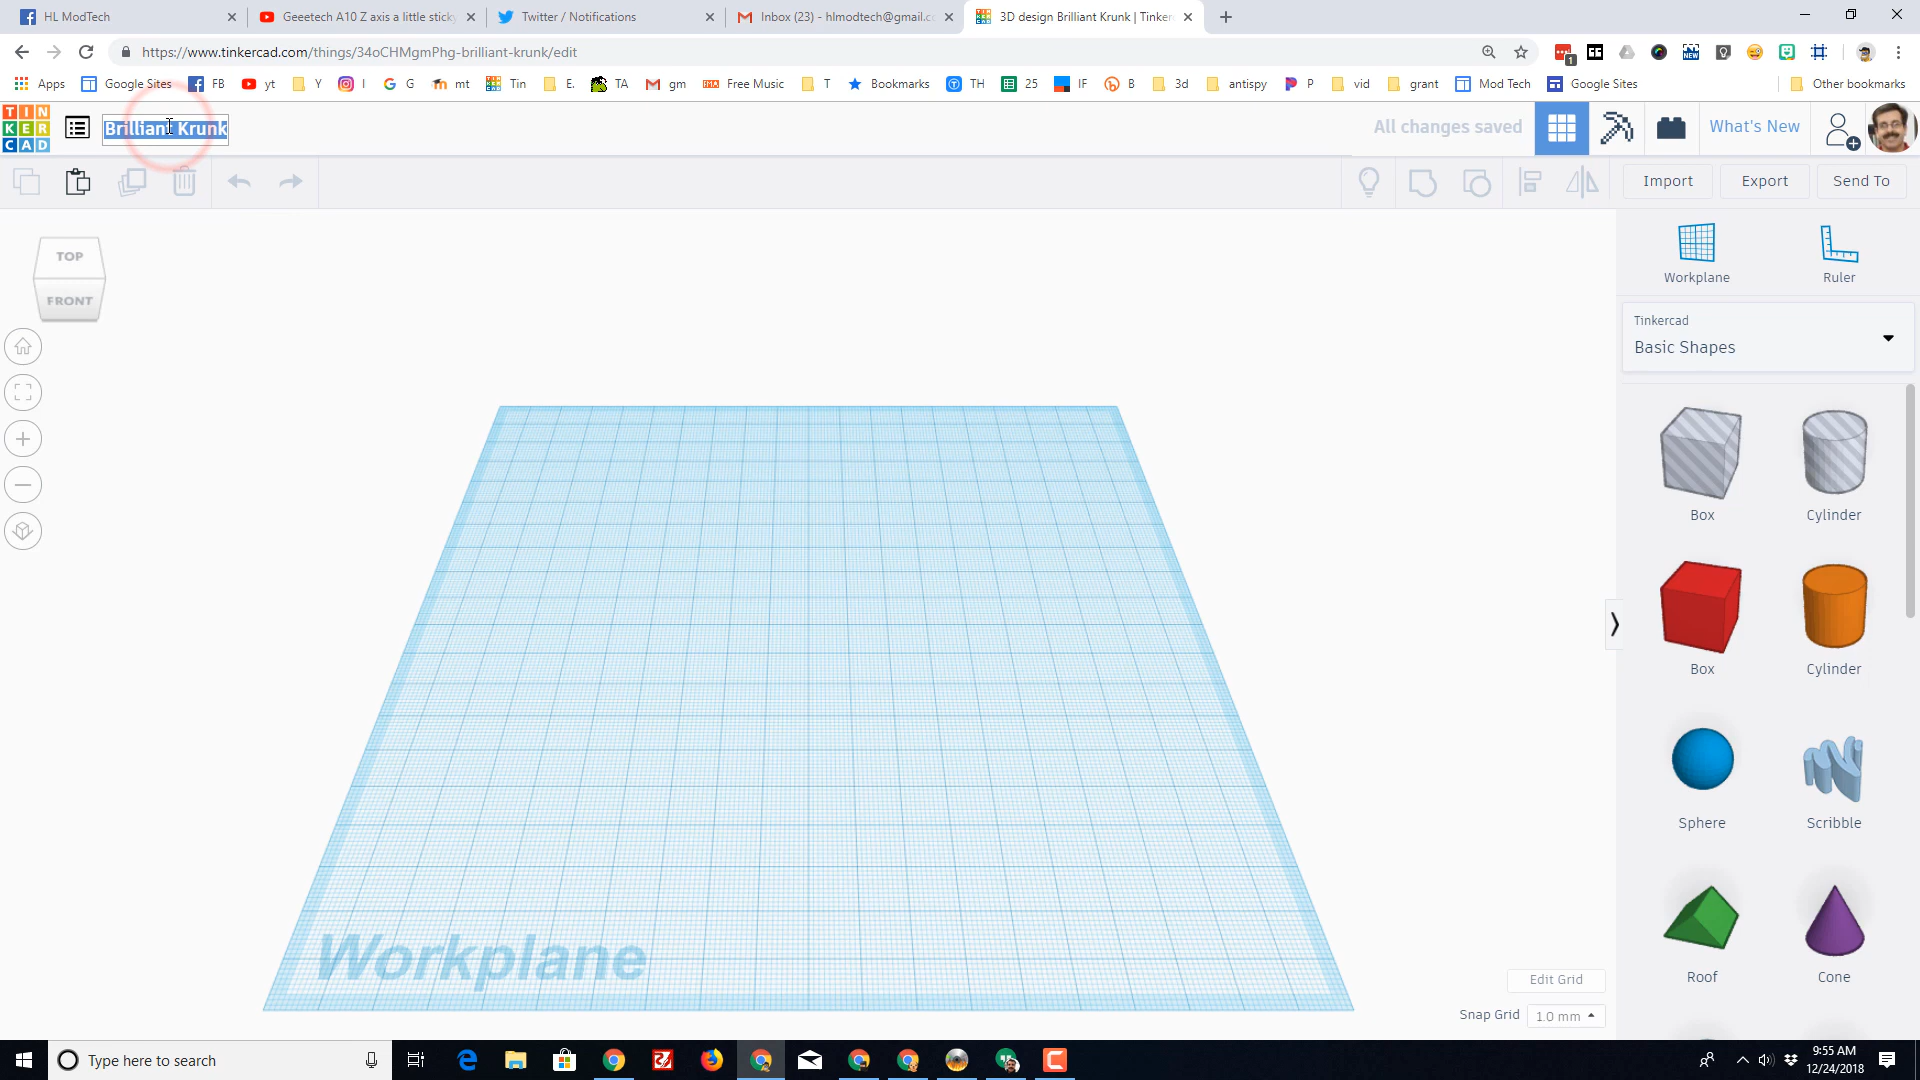 HL ModTech
Geeetech A10 Z axis a little sticky
Twitter / Notifications
Inbox (23) - hlmodtech@gmail.c
3D design Brilliant Krunk | Tinker
https://www.tinkercad.com/things/34oCHMgmPhg-brilliant-krunk/edit
1
Apps Google Sites FB yt Y I G mt Tin E. TA gm Free Music T Bookmarks TH 25 IF B 3d antispy P vid grant Mod Tech Google Sites Other bookmarks
TIN
KER
CAD
Brilliant Krunk
All changes saved
What's New
Import Export Send To
TOP
FRONT
Workplane
Ruler
Tinkercad
Basic Shapes
Box Cylinder
Box Cylinder
Sphere Scribble
Roof Cone
Workplane
Edit Grid
Snap Grid 1.0 mm
Type here to search
9:55 AM
12/24/2018